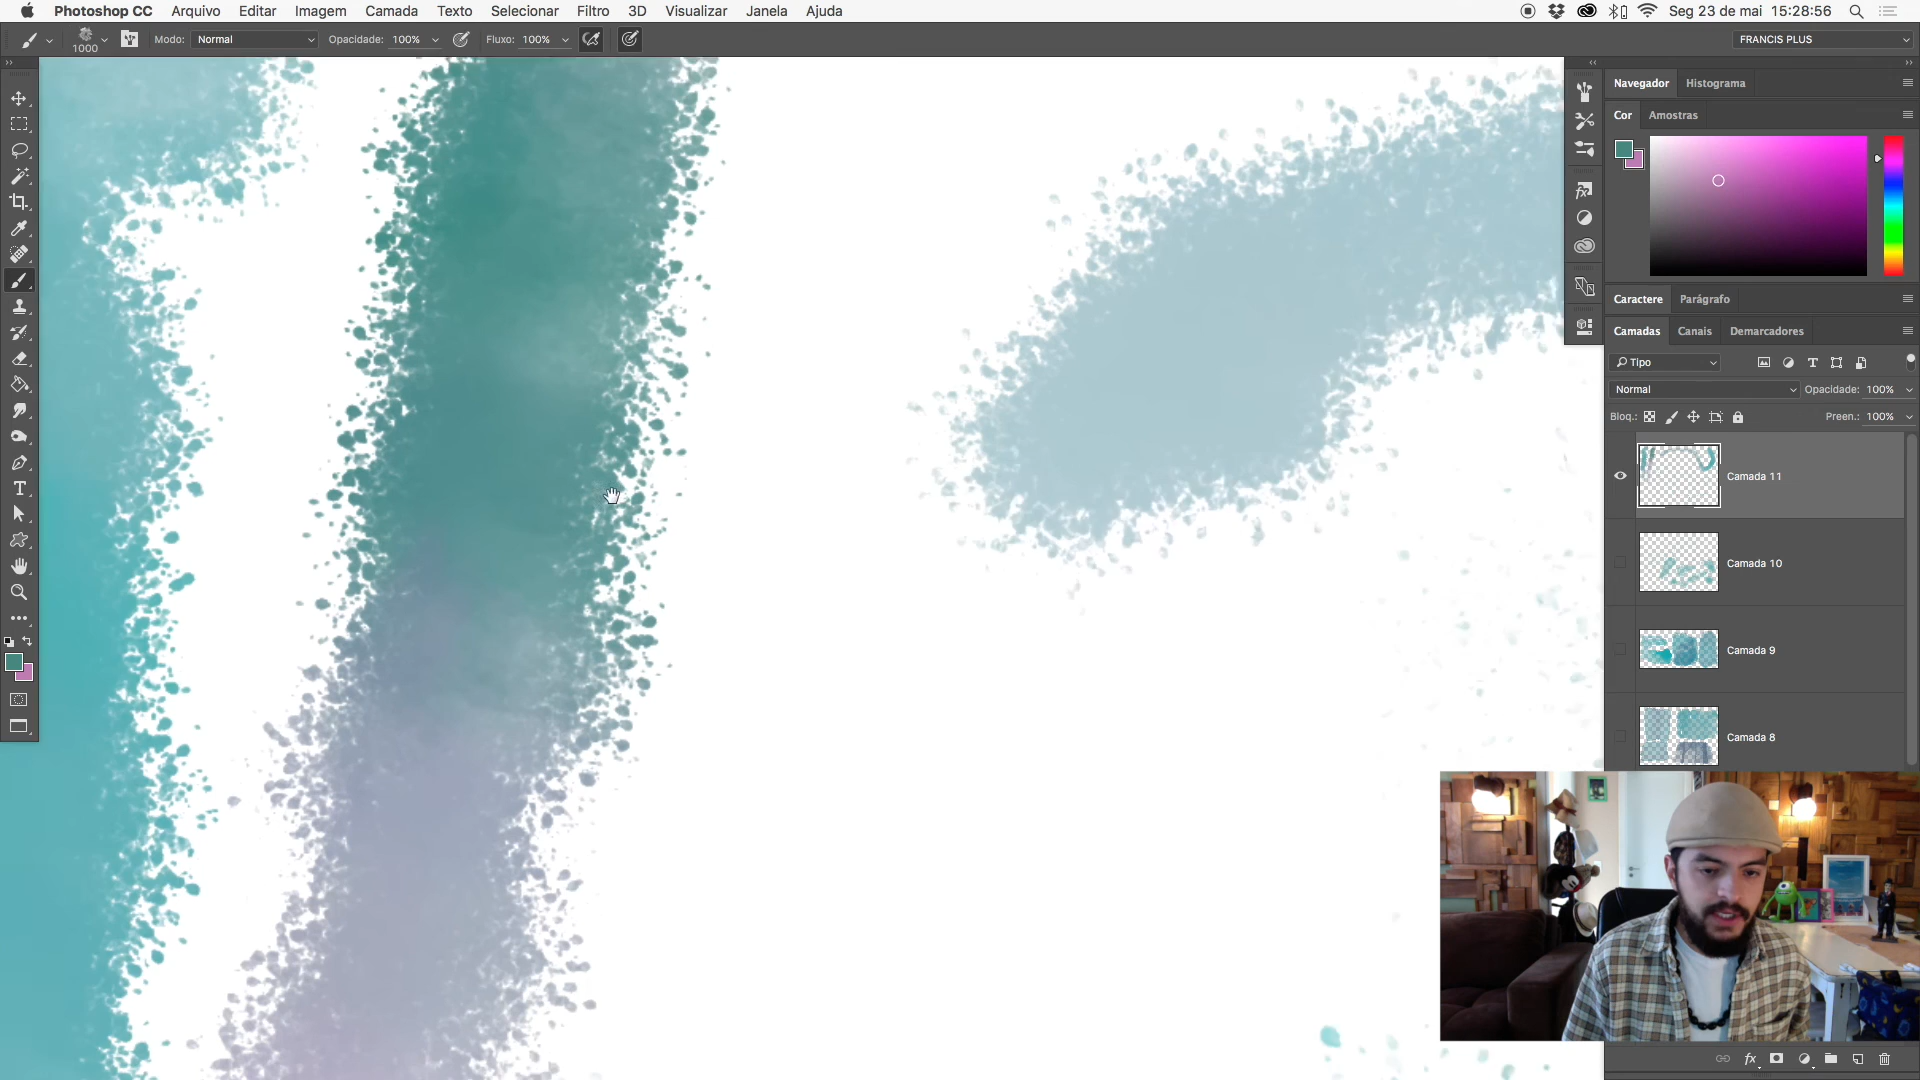 Photoshop CC Arquivo Editar Imagem Camada Texto Selecionar Filtro 3D Visualizar Janela Ajuda Seg 23 de mai 15:28:56
1000 Modo: Normal Opacidade: 100% Fluxo: 100% FRANCIS PLUS
Navegador Histograma
Cor Amostras
Caractere Parágrafo
Camadas Canais Demarcadores
Tipo
Normal Opacidade: 100%
Bloq.: Preen.: 100%
Camada 11
Camada 10
Camada 9
Camada 8